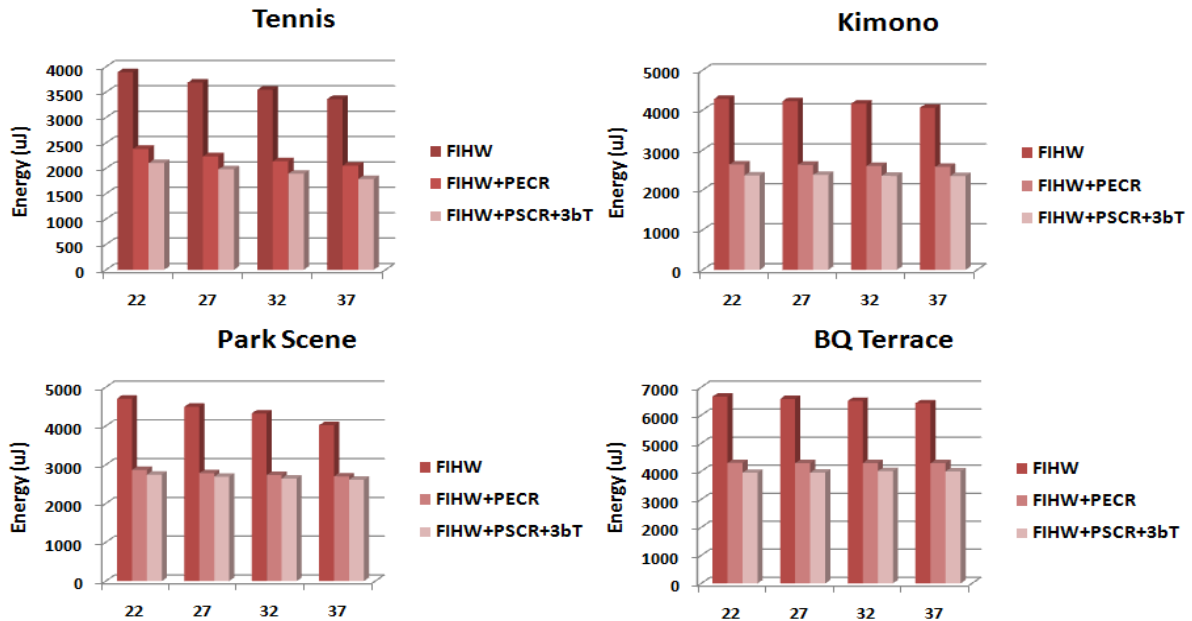 Tennis
Energy (uJ)
4000
3500
3000
2500
2000
1500
1000
500
0
22 27 32 37
FIHW
FIHW+PECR
FIHW+PSCR+3bT
Kimono
Energy (uJ)
5000
4000
3000
2000
1000
0
22 27 32 37
FIHW
FIHW+PECR
FIHW+PSCR+3bT
Park Scene
Energy (uJ)
5000
4000
3000
2000
1000
0
22 27 32 37
FIHW
FIHW+PECR
FIHW+PSCR+3bT
BQ Terrace
Energy (uJ)
7000
6000
5000
4000
3000
2000
1000
0
22 27 32 37
FIHW
FIHW+PECR
FIHW+PSCR+3bT